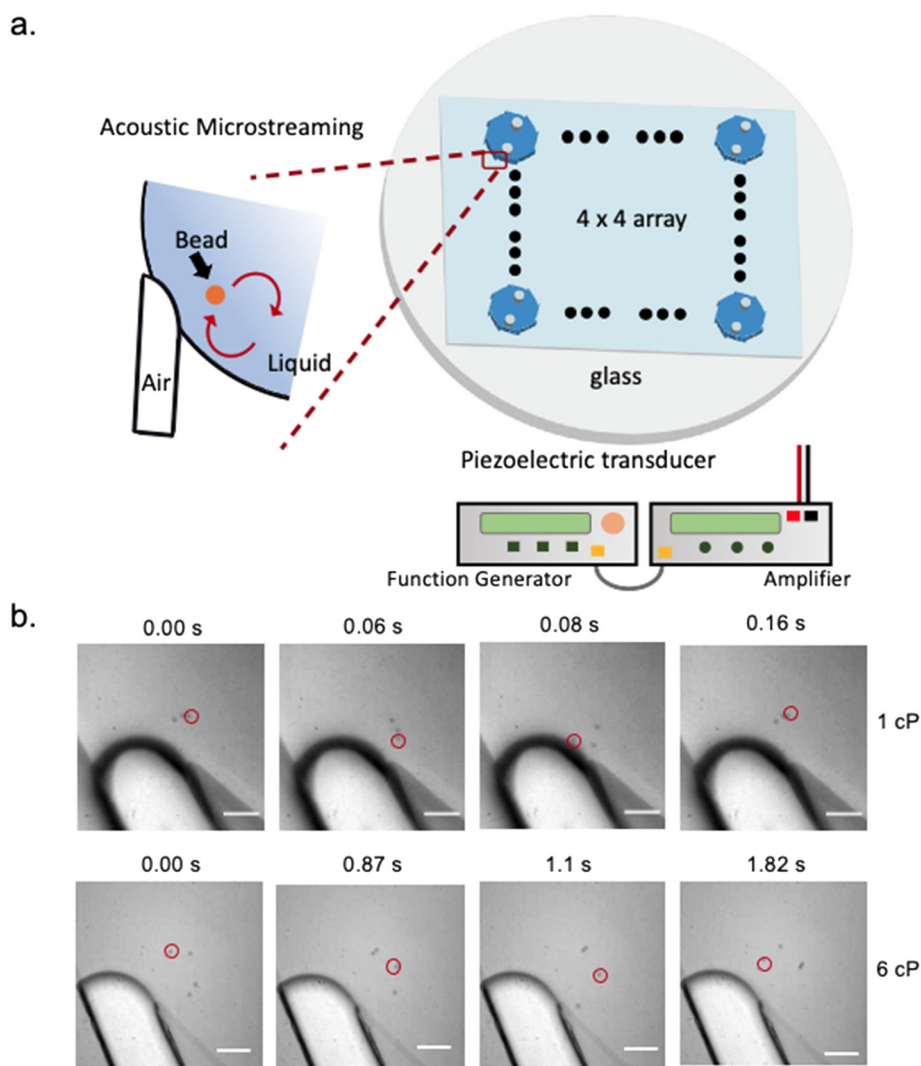 a.
Acoustic Microstreaming
Bead
Liquid
Air
4 x 4 array
glass
Piezoelectric transducer
Function Generator
Amplifier
b.
0.00 s
0.06 s
0.08 s
0.16 s
1 cP
0.00 s
0.87 s
1.1 s
1.82 s
6 cP